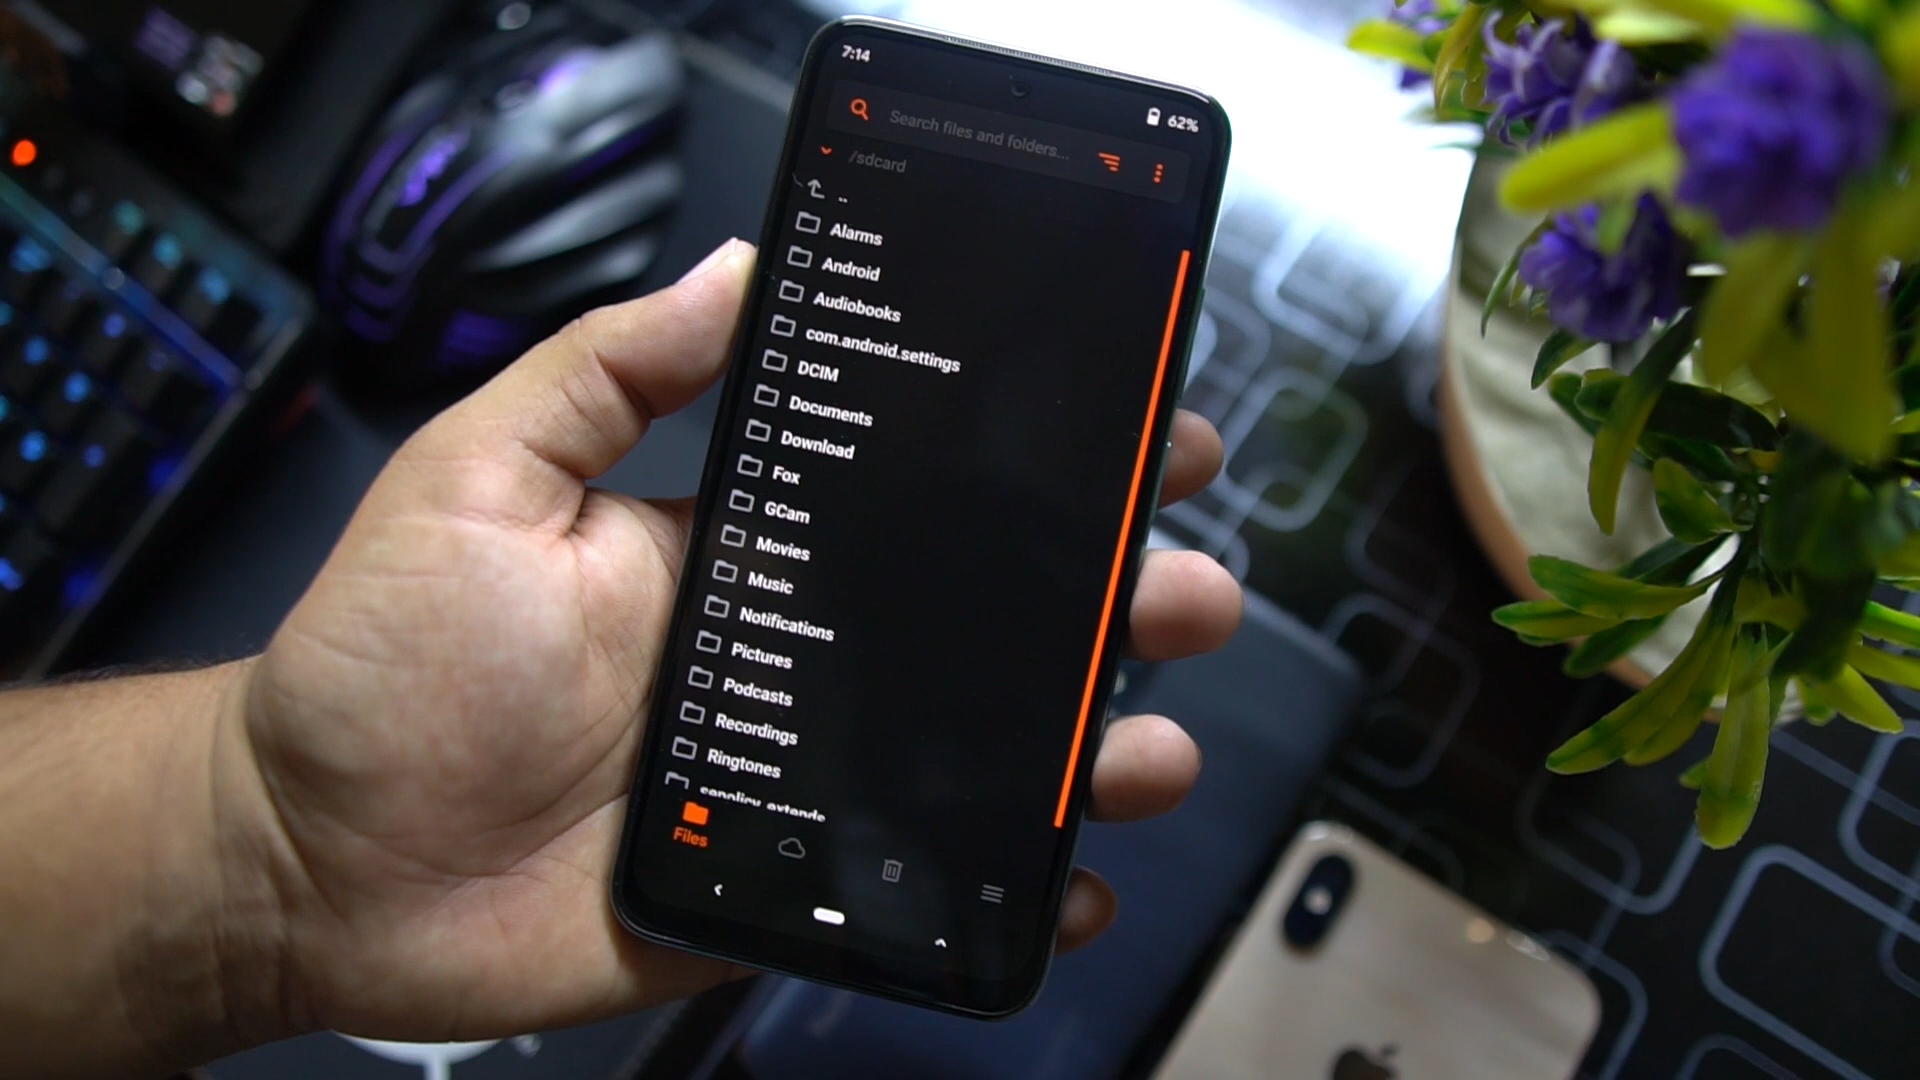 7:14
62%
Search files and folders...
/sdcard
..
Alarms
Android
Audiobooks
com.android.settings
DCIM
Documents
Download
Fox
GCam
Movies
Music
Notifications
Pictures
Podcasts
Recordings
Ringtones
Files